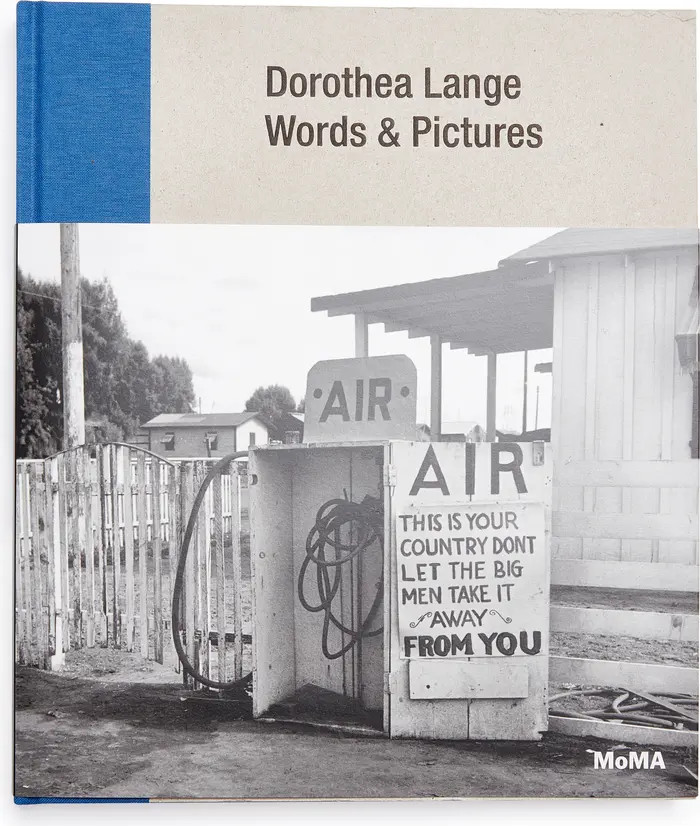 Dorothea Lange
Words & Pictures
AIR
AIR
THIS IS YOUR
COUNTRY DONT
LET THE BIG
MEN TAKE IT
AWAY
FROM YOU
MoMA